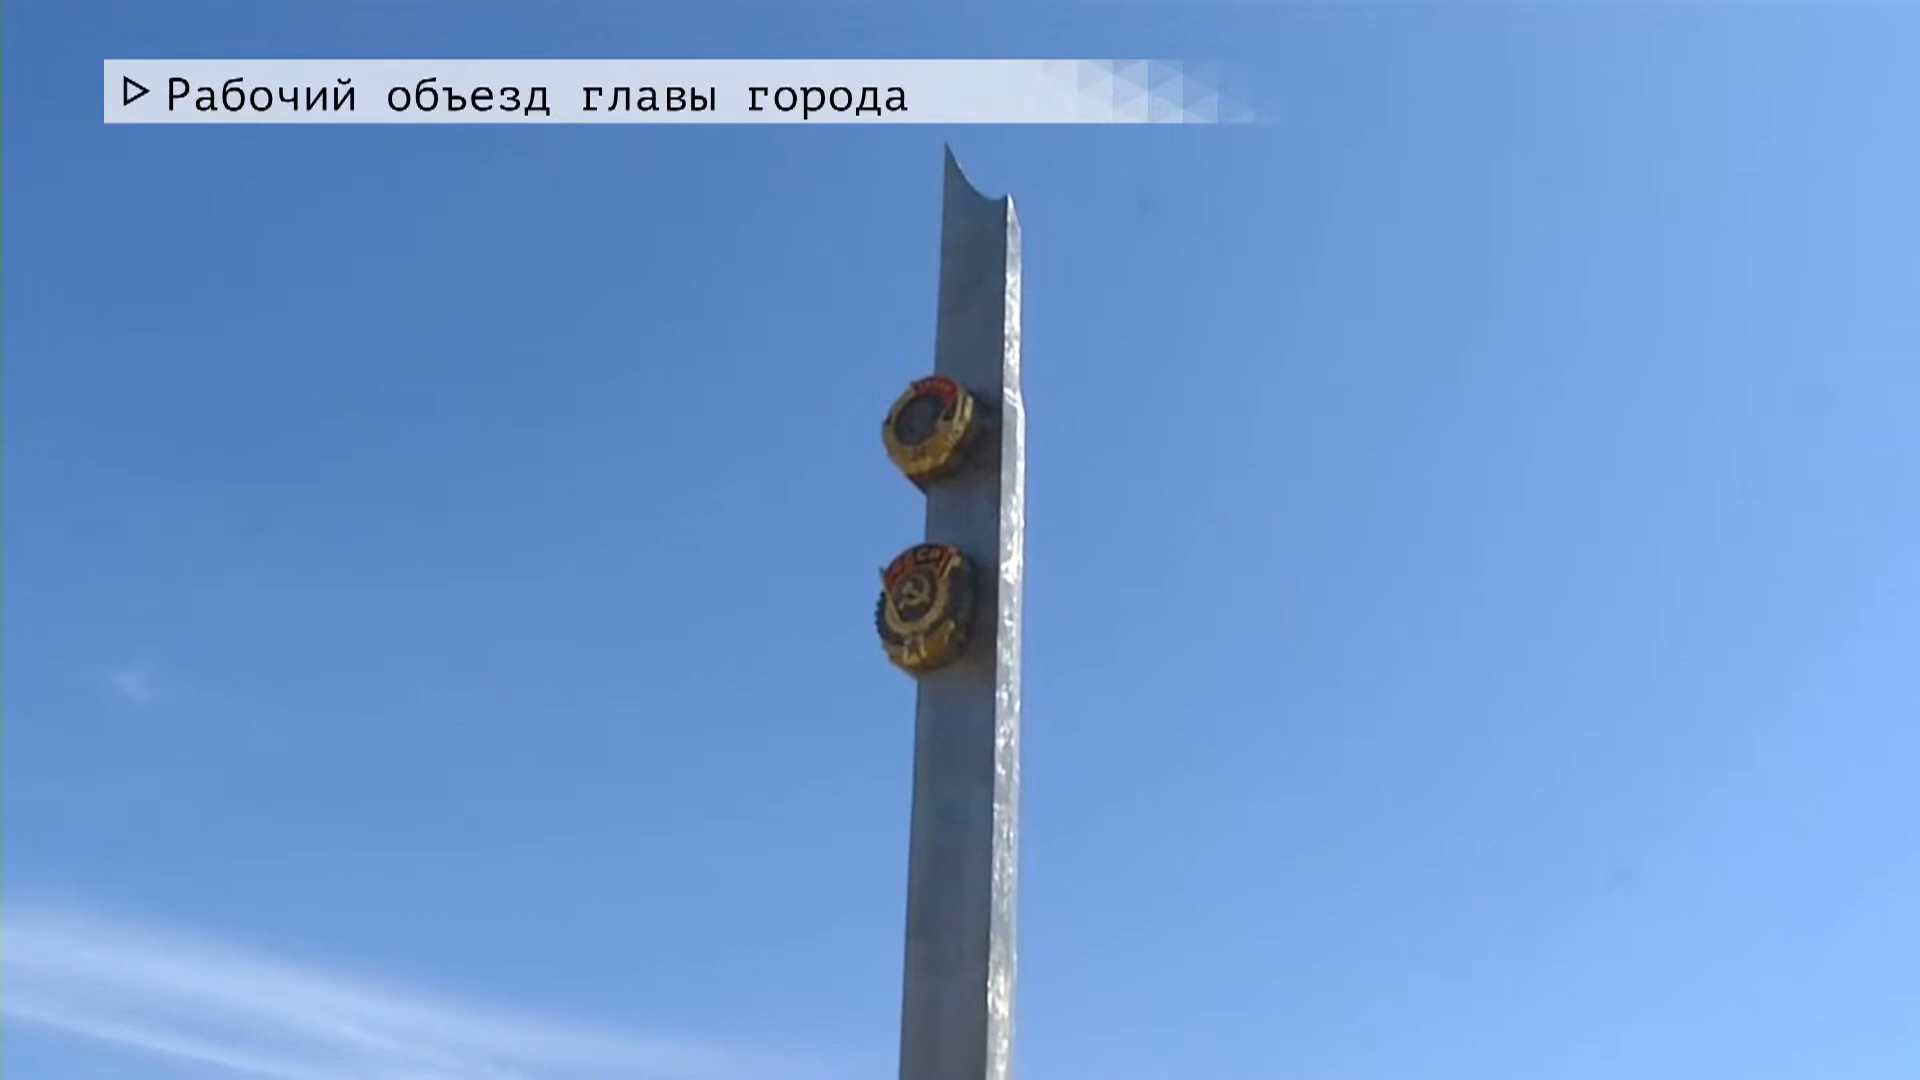 Рабочий объезд главы города